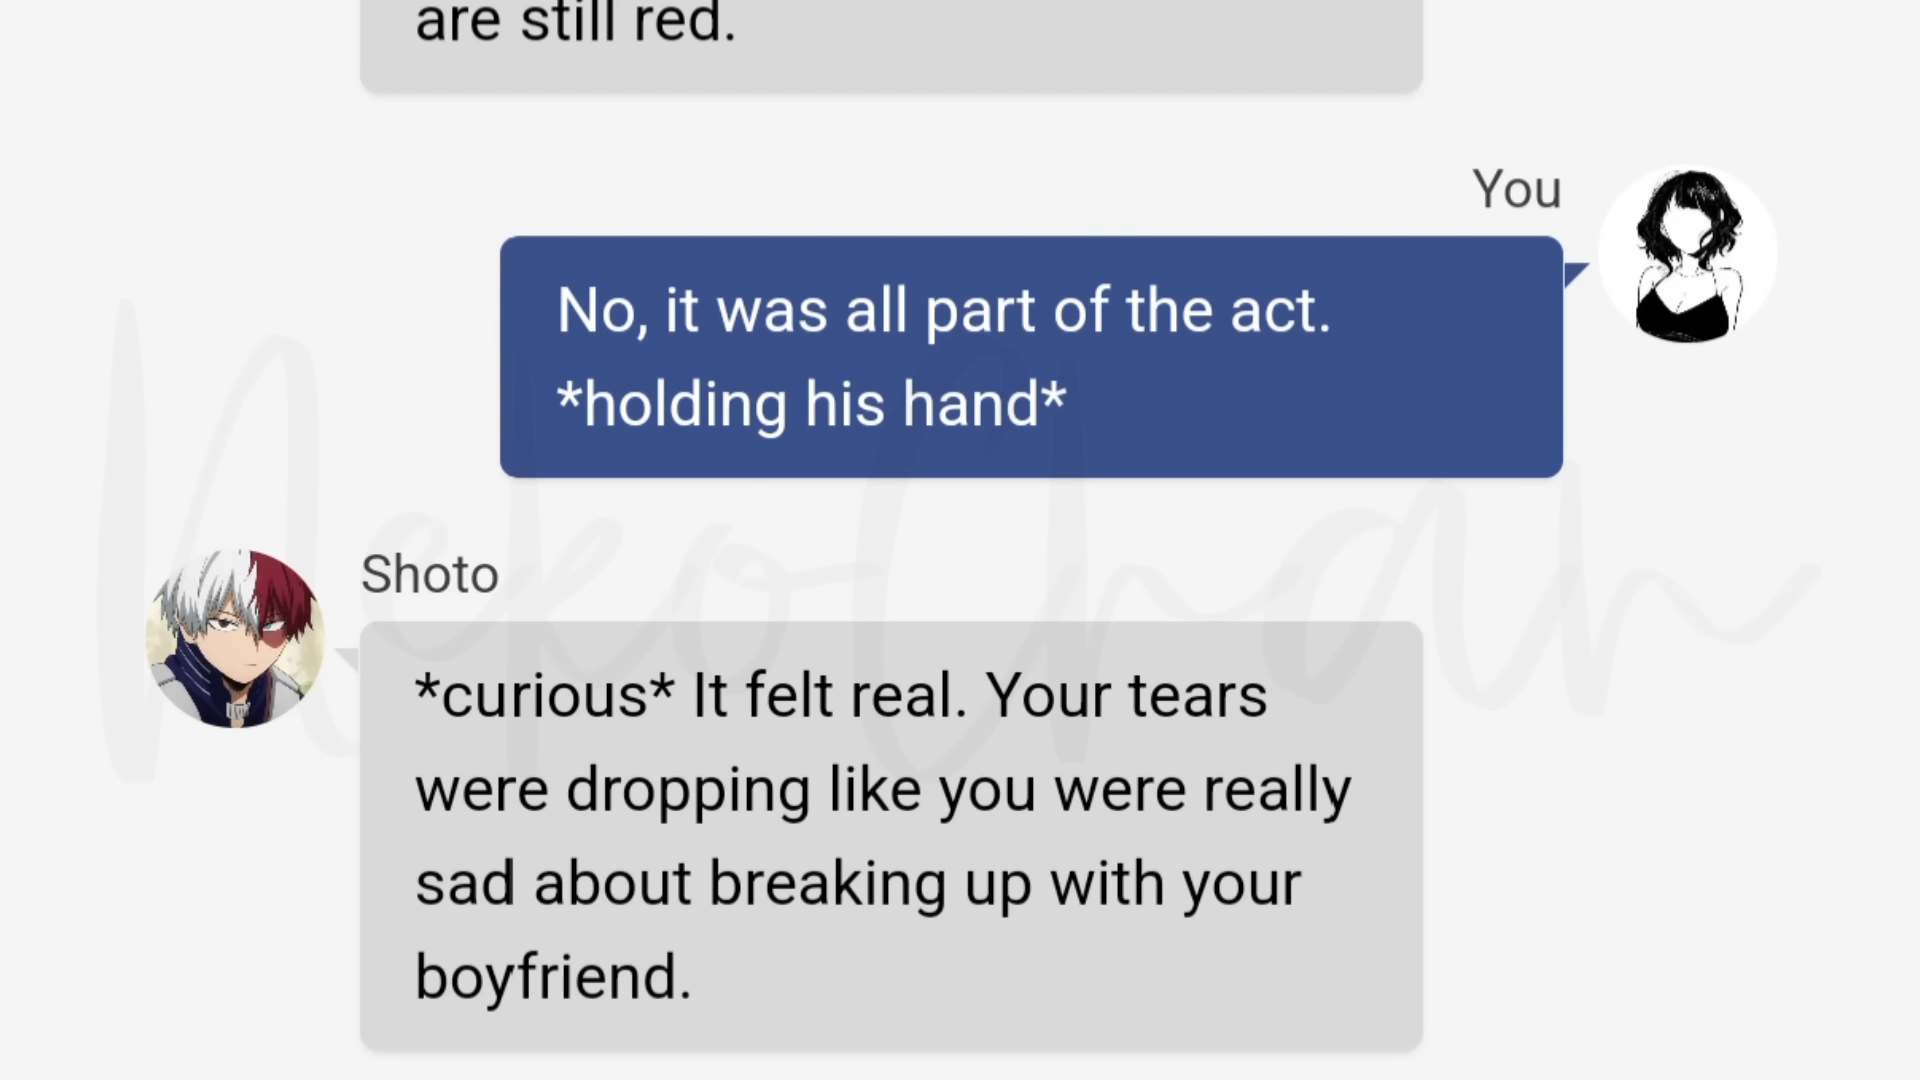 are still red.
You
No, it was all part of the act.
*holding his hand*
Shoto
*curious* It felt real. Your tears
were dropping like you were really
sad about breaking up with your
boyfriend.
NekoChan